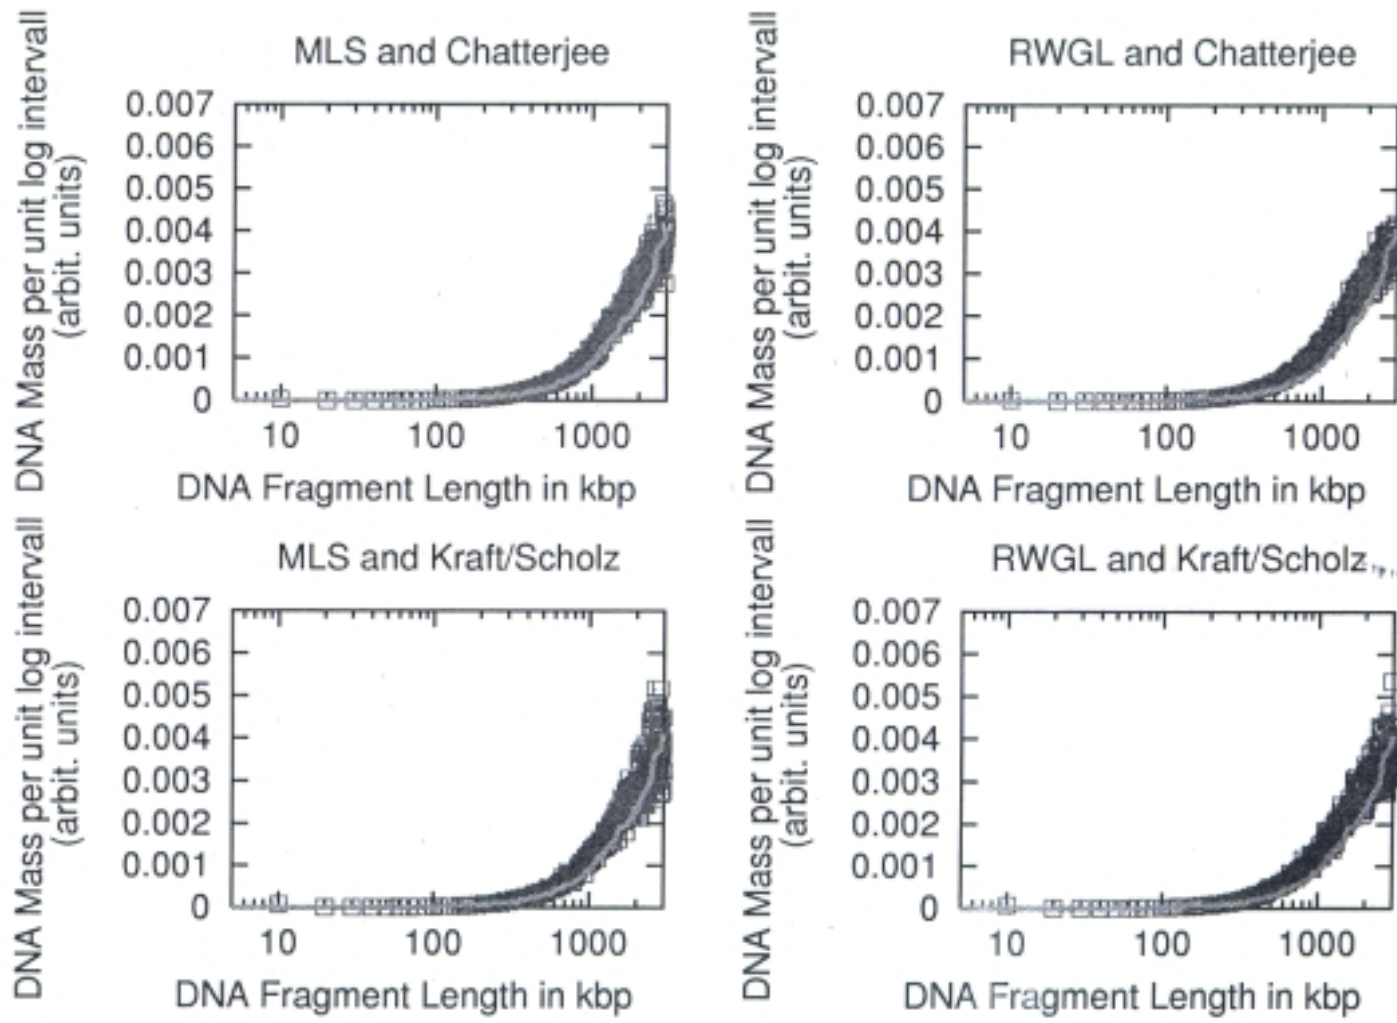 MLS and Chatterjee
DNA Mass per unit log intervall
(arbit. units)
0.007
0.006
0.005
0.004
0.003
0.002
0.001
0
10 100 1000
DNA Fragment Length in kbp
RWGL and Chatterjee
DNA Mass per unit log intervall
(arbit. units)
0.007
0.006
0.005
0.004
0.003
0.002
0.001
0
10 100 1000
DNA Fragment Length in kbp
MLS and Kraft/Scholz
DNA Mass per unit log intervall
(arbit. units)
0.007
0.006
0.005
0.004
0.003
0.002
0.001
0
10 100 1000
DNA Fragment Length in kbp
RWGL and Kraft/Scholz
DNA Mass per unit log intervall
(arbit. units)
0.007
0.006
0.005
0.004
0.003
0.002
0.001
0
10 100 1000
DNA Fragment Length in kbp